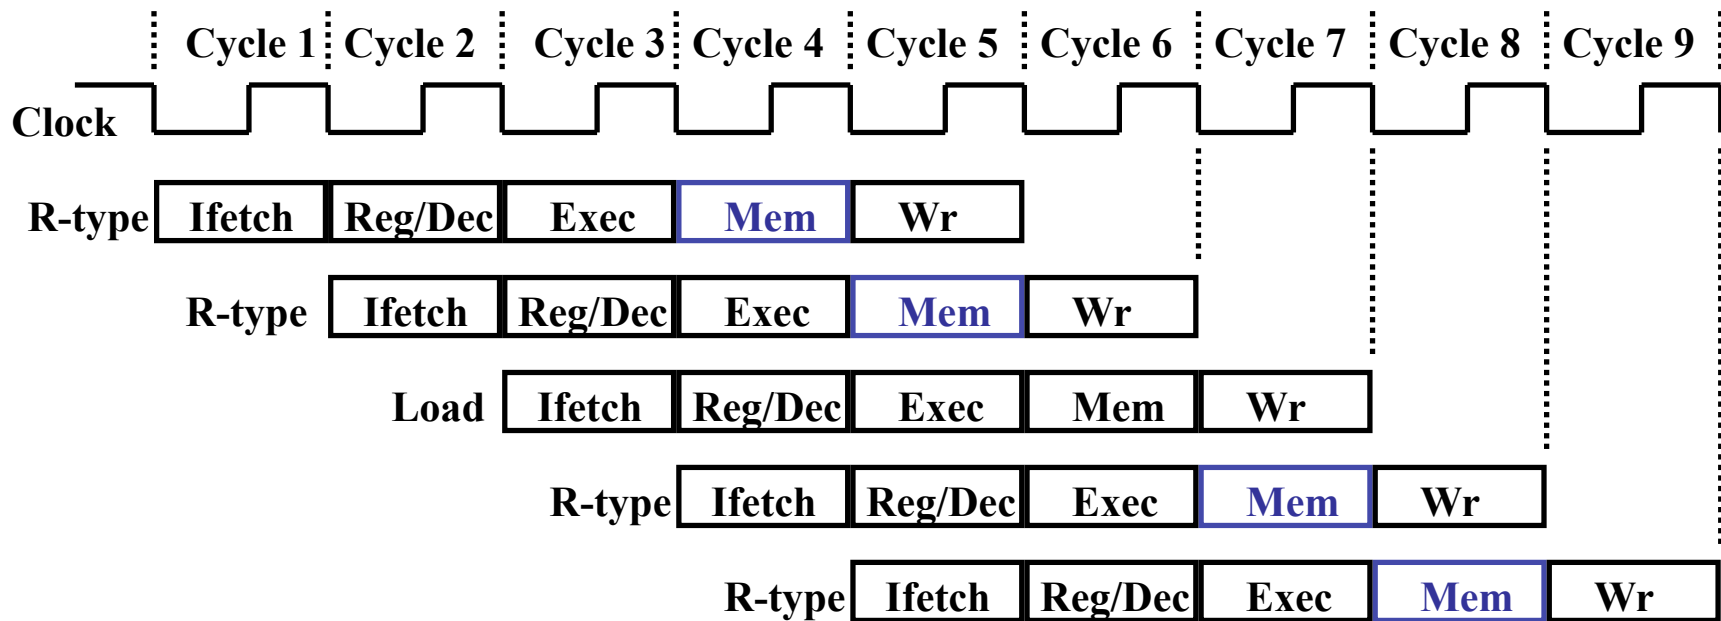 Cycle 1 Cycle 2 Cycle 3 Cycle 4 Cycle 5 Cycle 6 Cycle 7 Cycle 8 Cycle 9
Clock
R-type Ifetch Reg/Dec Exec Mem Wr
R-type Ifetch Reg/Dec Exec Mem Wr
Load Ifetch Reg/Dec Exec Mem Wr
R-type Ifetch Reg/Dec Exec Mem Wr
R-type Ifetch Reg/Dec Exec Mem Wr